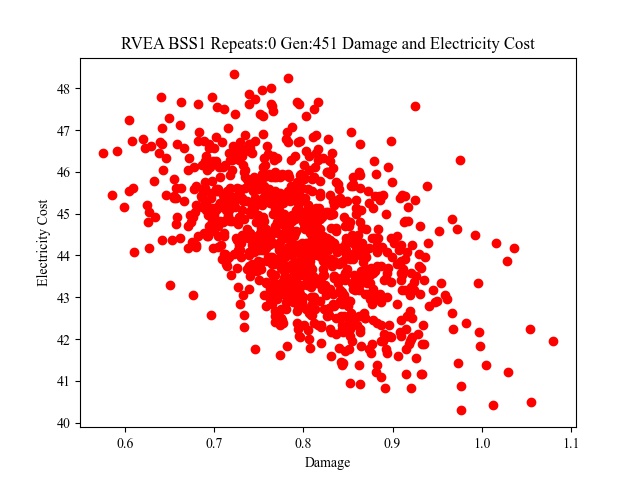 RVEA BSS1 Repeats:0 Gen:451 Damage and Electricity Cost
48
47
46
45
44
43
42
41
40
Electricity Cost
0.6 0.7 0.8 0.9 1.0 1.1
Damage